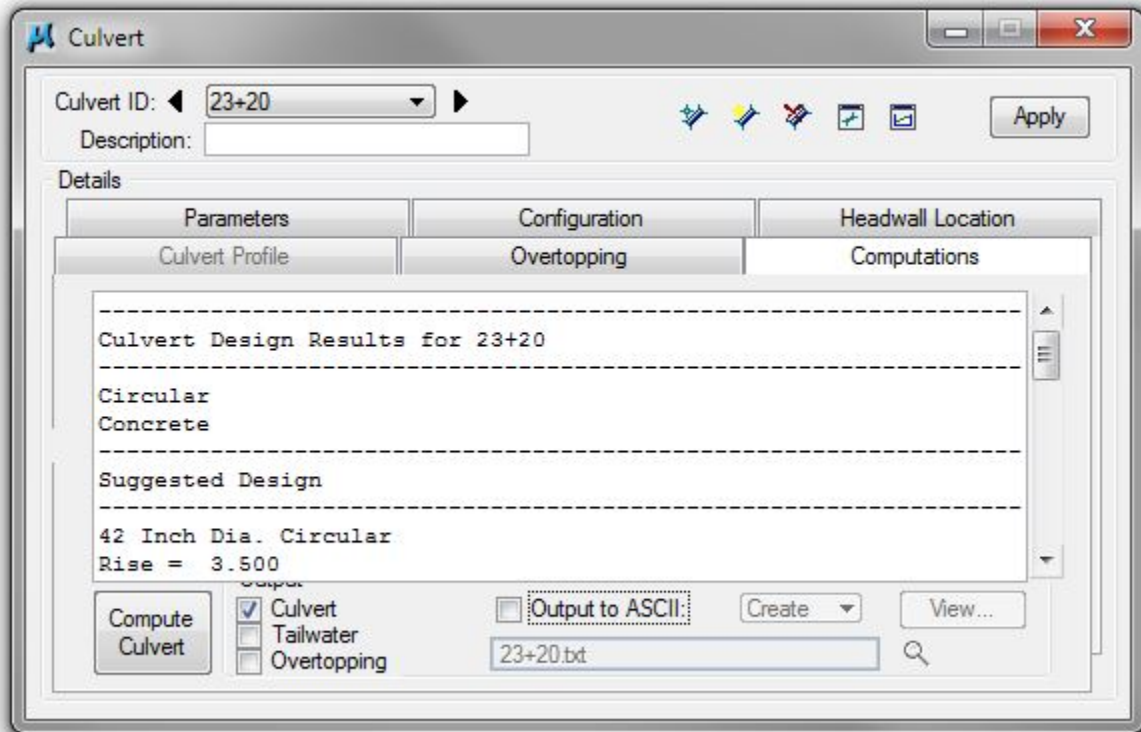 Culvert
Culvert ID: 23+20
Description:
Apply
Details
Parameters Configuration Headwall Location
Culvert Profile Overtopping Computations
--------------------------------------------------------------------
Culvert Design Results for 23+20
--------------------------------------------------------------------
Circular
Concrete
--------------------------------------------------------------------
Suggested Design
--------------------------------------------------------------------
42 Inch Dia. Circular
Rise =  3.500
Output
Compute Culvert
Culvert
Tailwater
Overtopping
Output to ASCII: Create View...
23+20.txt